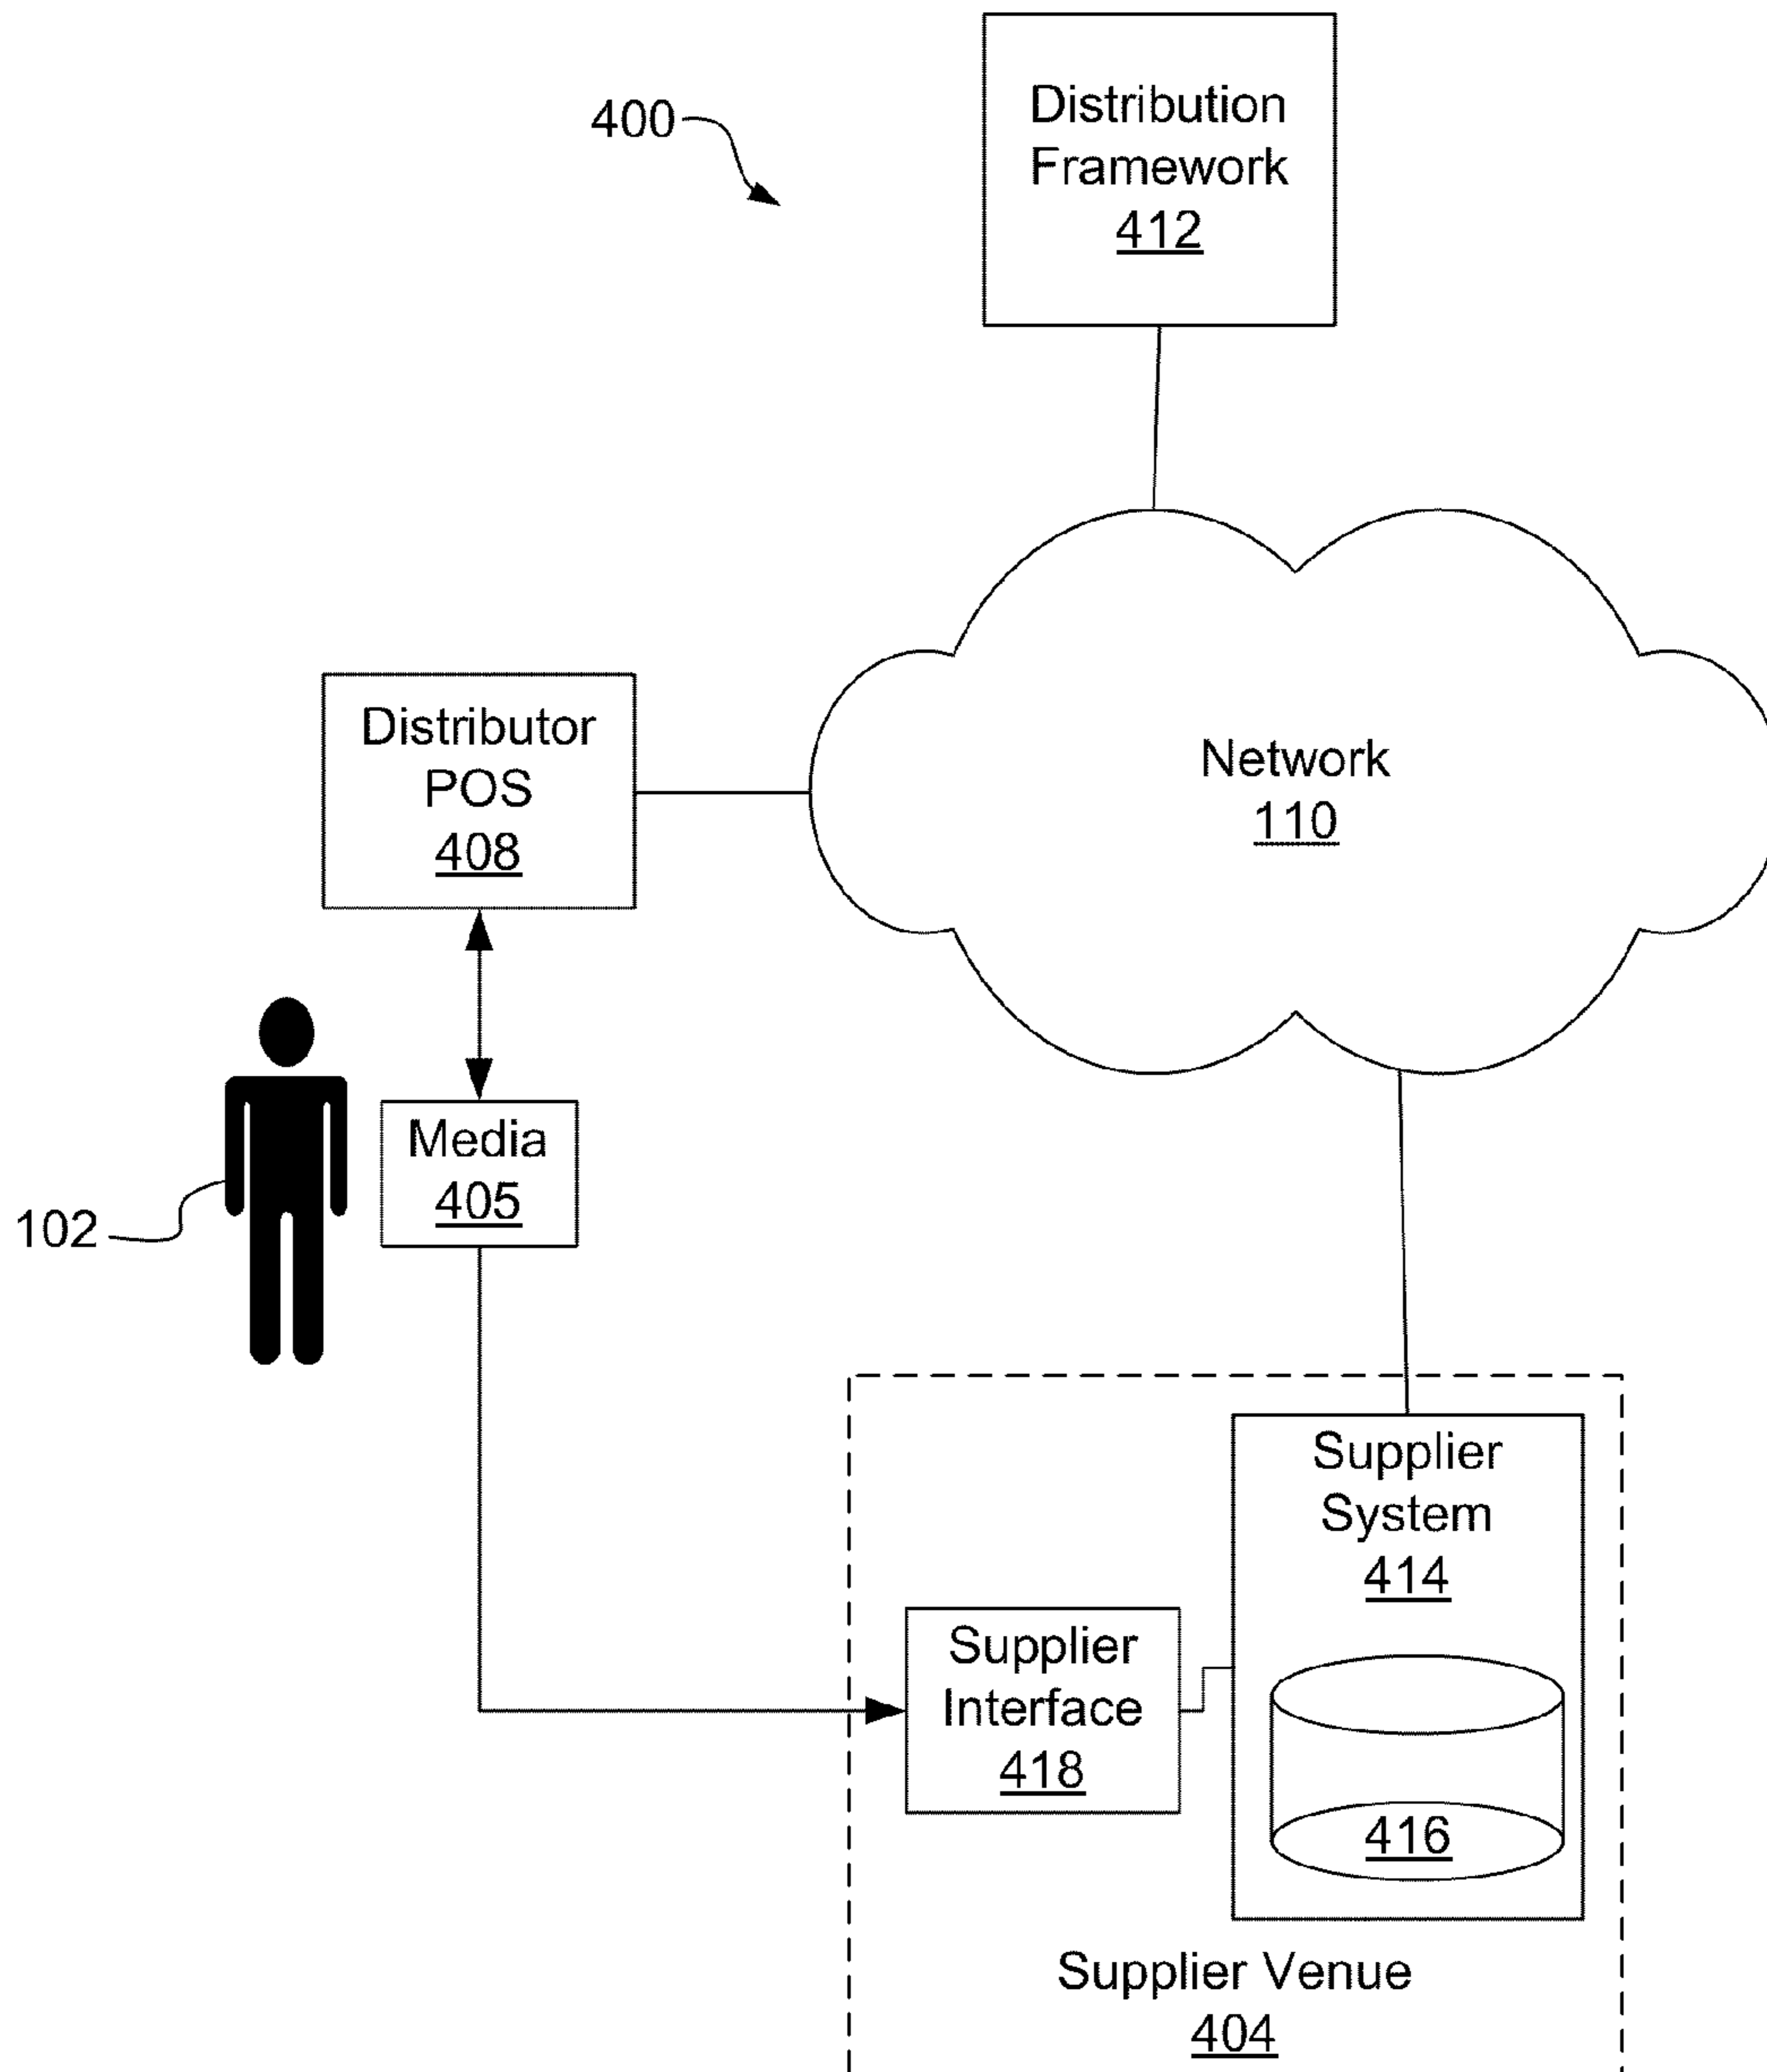 400
Distribution
Framework
412
Distributor
POS
408
Network
110
Media
405
102
Supplier
System
414
Supplier
Interface
418
416
Supplier Venue
404